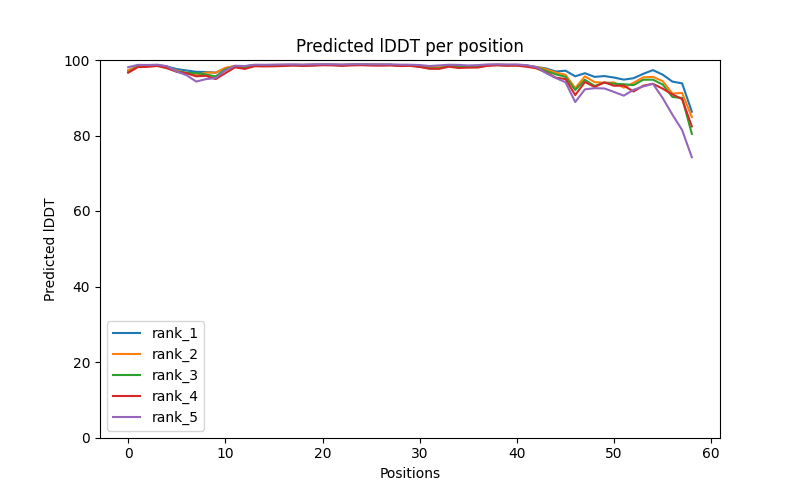 Predicted lDDT per position
Predicted lDDT
100
80
60
40
20
0
rank_1
rank_2
rank_3
rank_4
rank_5
0 10 20 30 40 50 60
Positions